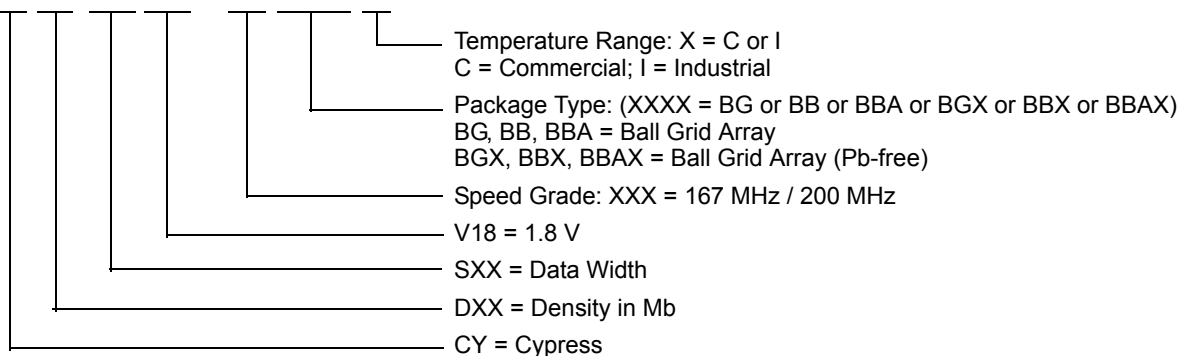 Temperature Range: X = C or I
C = Commercial; I = Industrial
Package Type: (XXXX = BG or BB or BBA or BGX or BBX or BBAX)
BG, BB, BBA = Ball Grid Array
BGX, BBX, BBAX = Ball Grid Array (Pb-free)
Speed Grade: XXX = 167 MHz / 200 MHz
V18 = 1.8 V
SXX = Data Width
DXX = Density in Mb
CY = Cypress